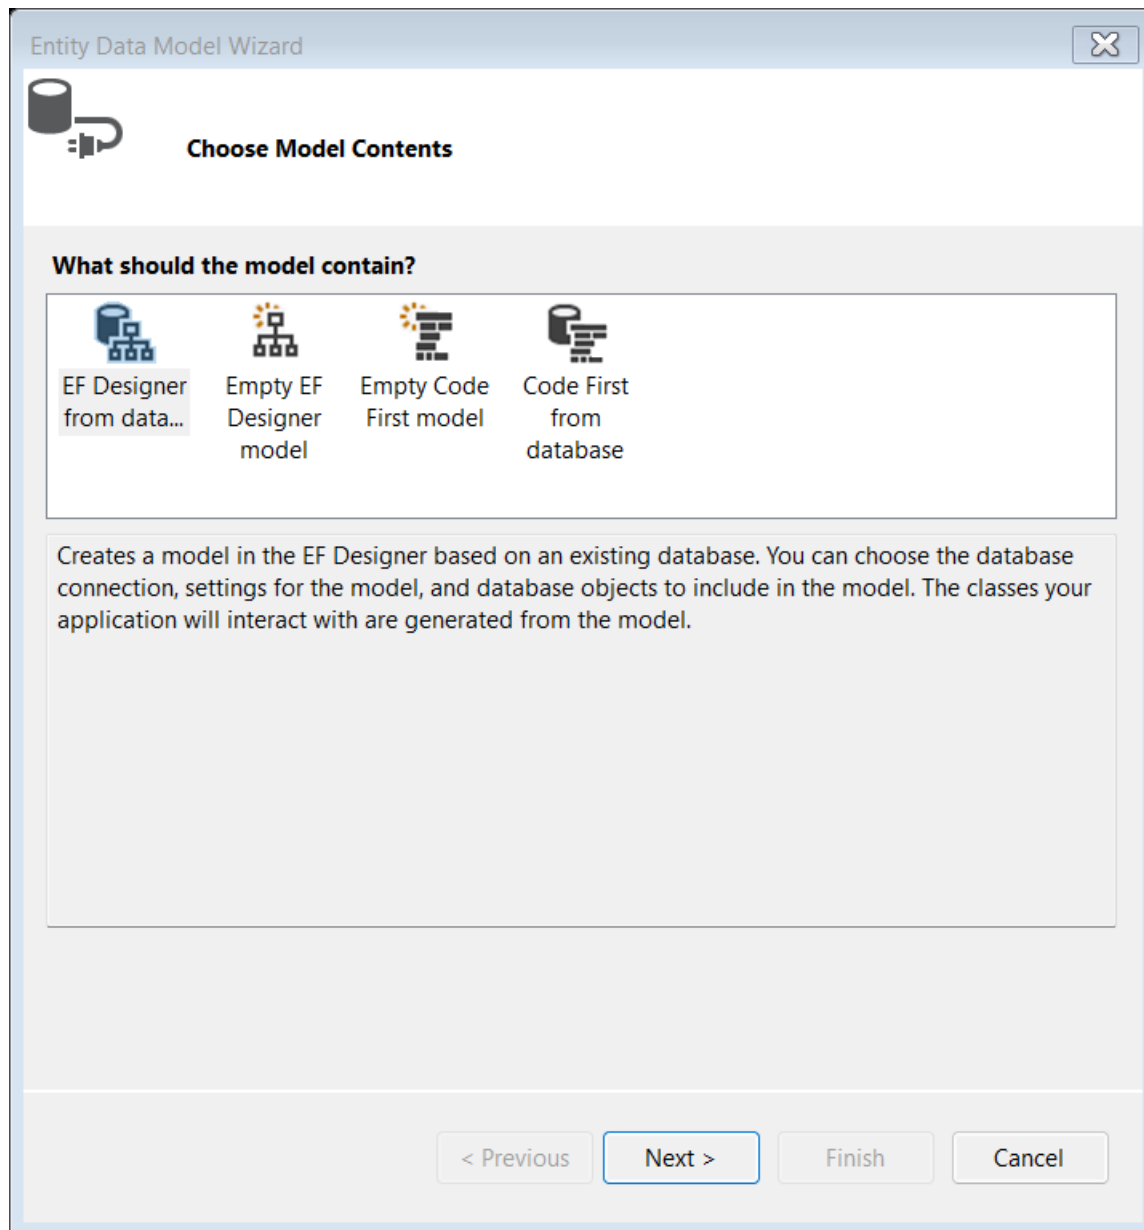 Entity Data Model Wizard
Choose Model Contents
What should the model contain?
EF Designer
from data...
Empty EF
Designer
model
Empty Code
First model
Code First
from
database
Creates a model in the EF Designer based on an existing database. You can choose the database
connection, settings for the model, and database objects to include in the model. The classes your
application will interact with are generated from the model.
< Previous
Next >
Finish
Cancel